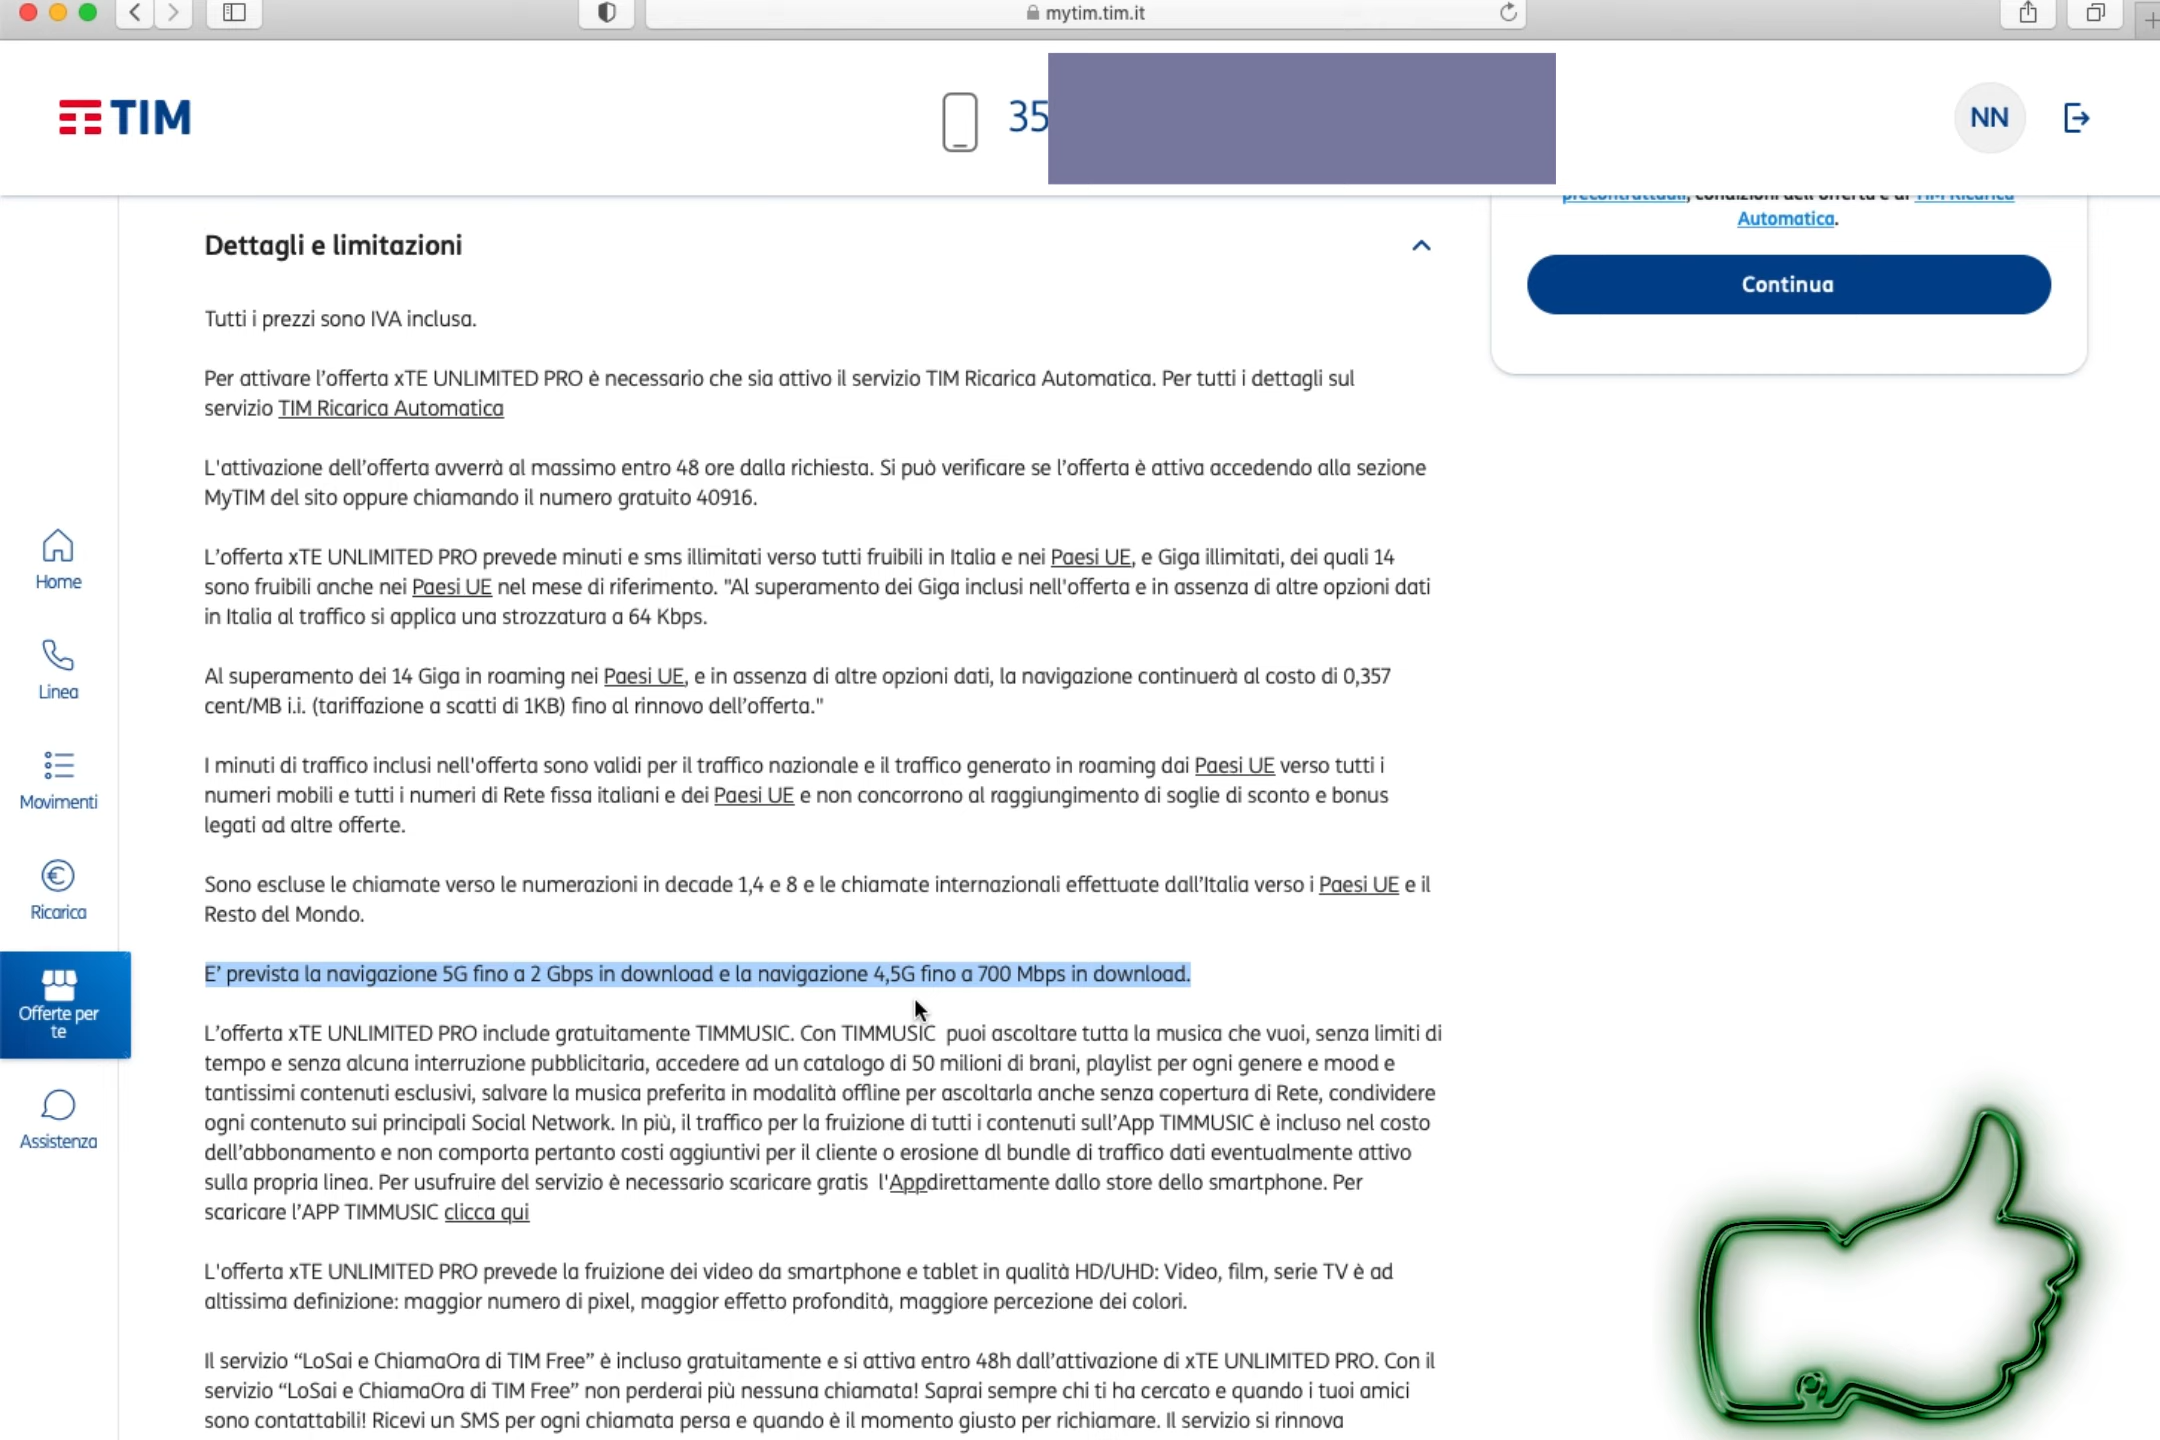 mytim.tim.it
TIM
35
NN
precontrattuali, condizioni dell'offerta e di TIM Ricarica
Automatica.
Continua
Dettagli e limitazioni
Tutti i prezzi sono IVA inclusa.
Per attivare l’offerta xTE UNLIMITED PRO è necessario che sia attivo il servizio TIM Ricarica Automatica. Per tutti i dettagli sul
servizio TIM Ricarica Automatica
L'attivazione dell’offerta avverrà al massimo entro 48 ore dalla richiesta. Si può verificare se l’offerta è attiva accedendo alla sezione
MyTIM del sito oppure chiamando il numero gratuito 40916.
L’offerta xTE UNLIMITED PRO prevede minuti e sms illimitati verso tutti fruibili in Italia e nei Paesi UE, e Giga illimitati, dei quali 14
sono fruibili anche nei Paesi UE nel mese di riferimento. "Al superamento dei Giga inclusi nell'offerta e in assenza di altre opzioni dati
in Italia al traffico si applica una strozzatura a 64 Kbps.
Al superamento dei 14 Giga in roaming nei Paesi UE, e in assenza di altre opzioni dati, la navigazione continuerà al costo di 0,357
cent/MB i.i. (tariffazione a scatti di 1KB) fino al rinnovo dell’offerta."
I minuti di traffico inclusi nell'offerta sono validi per il traffico nazionale e il traffico generato in roaming dai Paesi UE verso tutti i
numeri mobili e tutti i numeri di Rete fissa italiani e dei Paesi UE e non concorrono al raggiungimento di soglie di sconto e bonus
legati ad altre offerte.
Sono escluse le chiamate verso le numerazioni in decade 1,4 e 8 e le chiamate internazionali effettuate dall’Italia verso i Paesi UE e il
Resto del Mondo.
E’ prevista la navigazione 5G fino a 2 Gbps in download e la navigazione 4,5G fino a 700 Mbps in download.
L’offerta xTE UNLIMITED PRO include gratuitamente TIMMUSIC. Con TIMMUSIC puoi ascoltare tutta la musica che vuoi, senza limiti di
tempo e senza alcuna interruzione pubblicitaria, accedere ad un catalogo di 50 milioni di brani, playlist per ogni genere e mood e
tantissimi contenuti esclusivi, salvare la musica preferita in modalità offline per ascoltarla anche senza copertura di Rete, condividere
ogni contenuto sui principali Social Network. In più, il traffico per la fruizione di tutti i contenuti sull’App TIMMUSIC è incluso nel costo
dell’abbonamento e non comporta pertanto costi aggiuntivi per il cliente o erosione dl bundle di traffico dati eventualmente attivo
sulla propria linea. Per usufruire del servizio è necessario scaricare gratis l'Appdirettamente dallo store dello smartphone. Per
scaricare l’APP TIMMUSIC clicca qui
L'offerta xTE UNLIMITED PRO prevede la fruizione dei video da smartphone e tablet in qualità HD/UHD: Video, film, serie TV è ad
altissima definizione: maggior numero di pixel, maggior effetto profondità, maggiore percezione dei colori.
Il servizio “LoSai e ChiamaOra di TIM Free” è incluso gratuitamente e si attiva entro 48h dall’attivazione di xTE UNLIMITED PRO. Con il
servizio “LoSai e ChiamaOra di TIM Free” non perderai più nessuna chiamata! Saprai sempre chi ti ha cercato e quando i tuoi amici
sono contattabili! Ricevi un SMS per ogni chiamata persa e quando è il momento giusto per richiamare. Il servizio si rinnova
Home
Linea
Movimenti
Ricarica
Offerte per
te
Assistenza